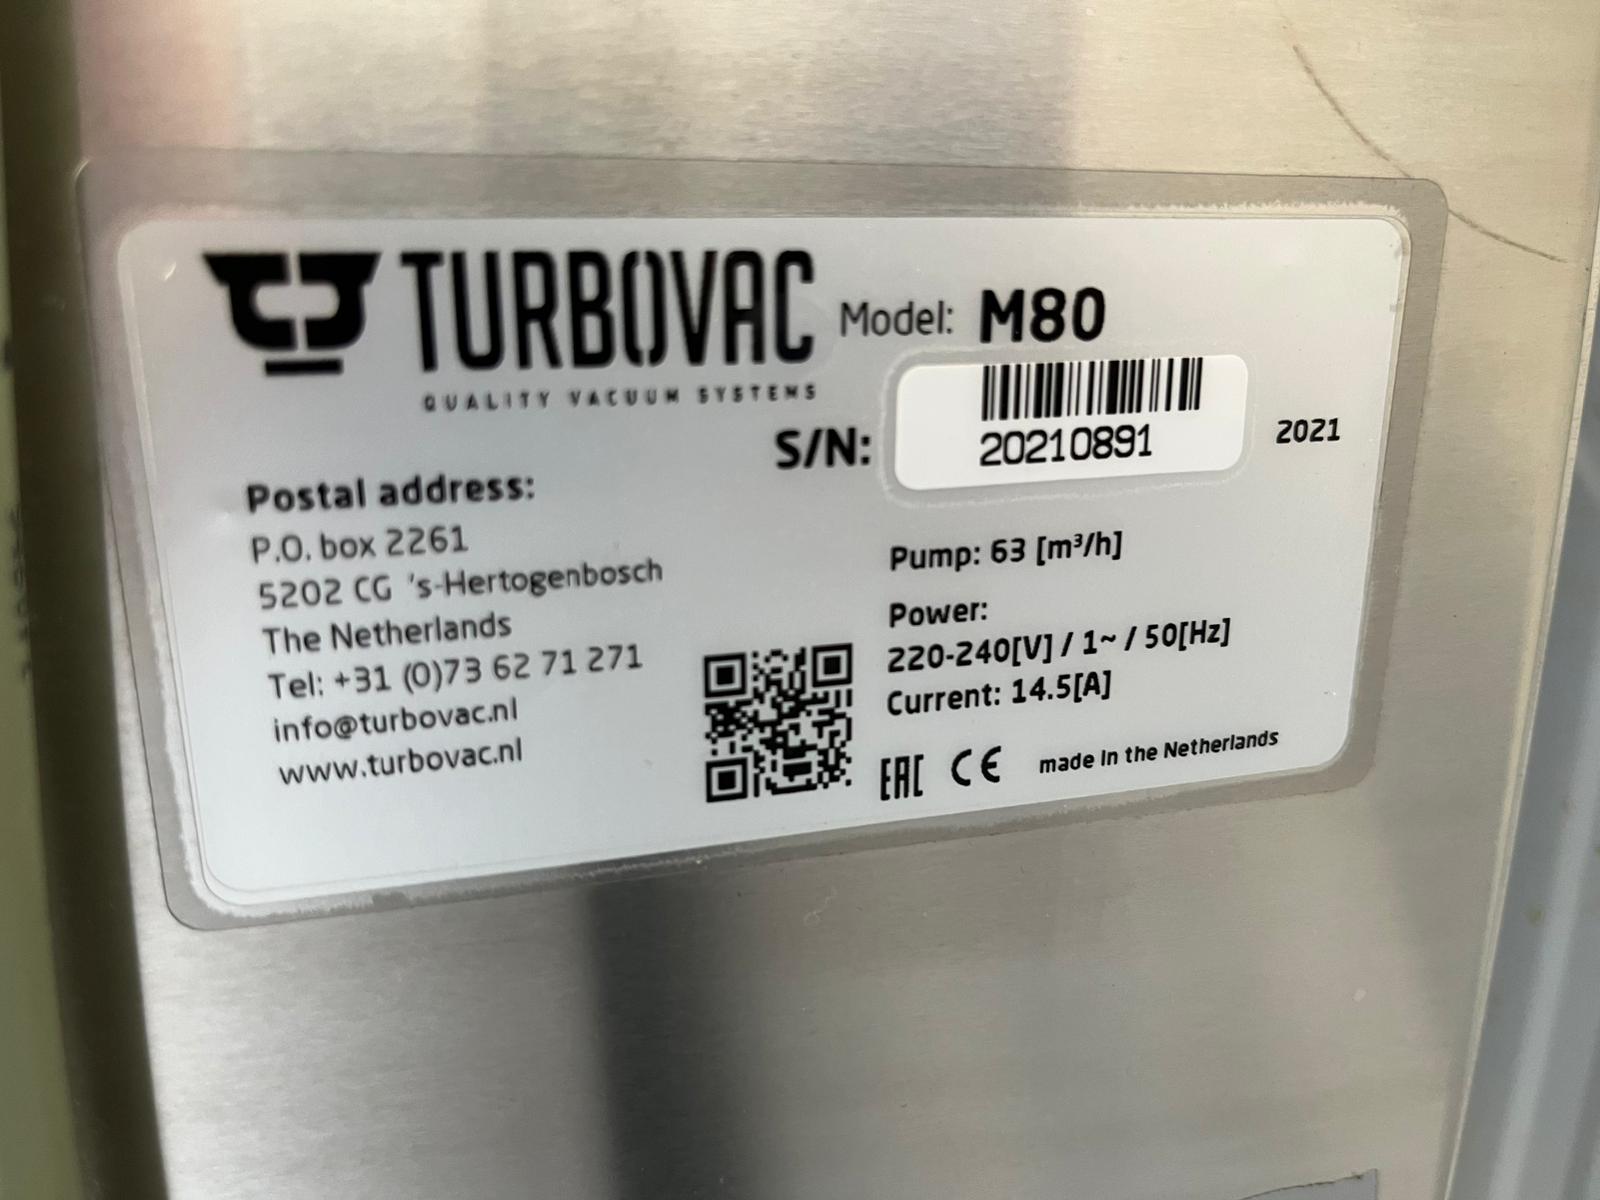 TURBOVAC
QUALITY VACUUM SYSTEMS
Model: M80
S/N: 20210891 2021
Postal address:
P.O. box 2261
5202 CG 's-Hertogenbosch
The Netherlands
Tel: +31 (0)73 62 71 271
info@turbovac.nl
www.turbovac.nl
Pump: 63 [m³/h]
Power:
220-240[V] / 1~ / 50[Hz]
Current: 14.5[A]
EAC CE made in the Netherlands